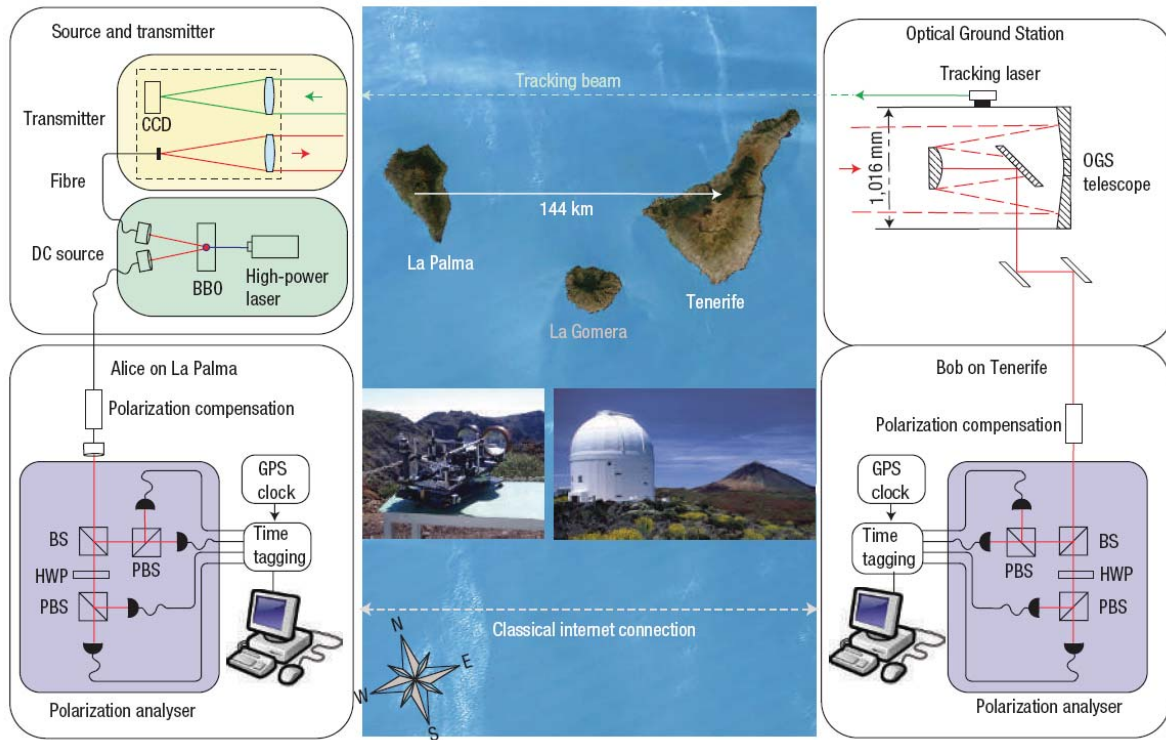 Source and transmitter
Transmitter
CCD
Fibre
DC source
BBO
High-power
laser
Alice on La Palma
Polarization compensation
GPS
clock
Time
tagging
BS
PBS
HWP
PBS
Polarization analyser
Tracking beam
144 km
La Palma
Tenerife
La Gomera
Classical internet connection
N
E
W
S
Optical Ground Station
Tracking laser
1,016 mm
OGS
telescope
Bob on Tenerife
Polarization compensation
GPS
clock
Time
tagging
BS
PBS
HWP
PBS
Polarization analyser